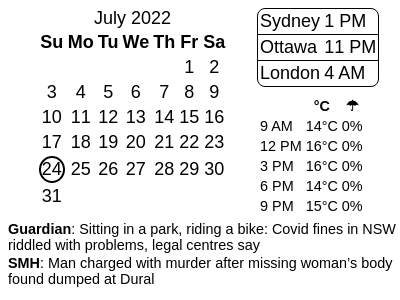 July 2022
Su Mo Tu We Th Fr Sa
1 2
3 4 5 6 7 8 9
10 11 12 13 14 15 16
17 18 19 20 21 22 23
24 25 26 27 28 29 30
31
Sydney 1 PM
Ottawa 11 PM
London 4 AM
°C ☂
9 AM 14°C 0%
12 PM 16°C 0%
3 PM 16°C 0%
6 PM 14°C 0%
9 PM 15°C 0%
Guardian: Sitting in a park, riding a bike: Covid fines in NSW
riddled with problems, legal centres say
SMH: Man charged with murder after missing woman’s body
found dumped at Dural